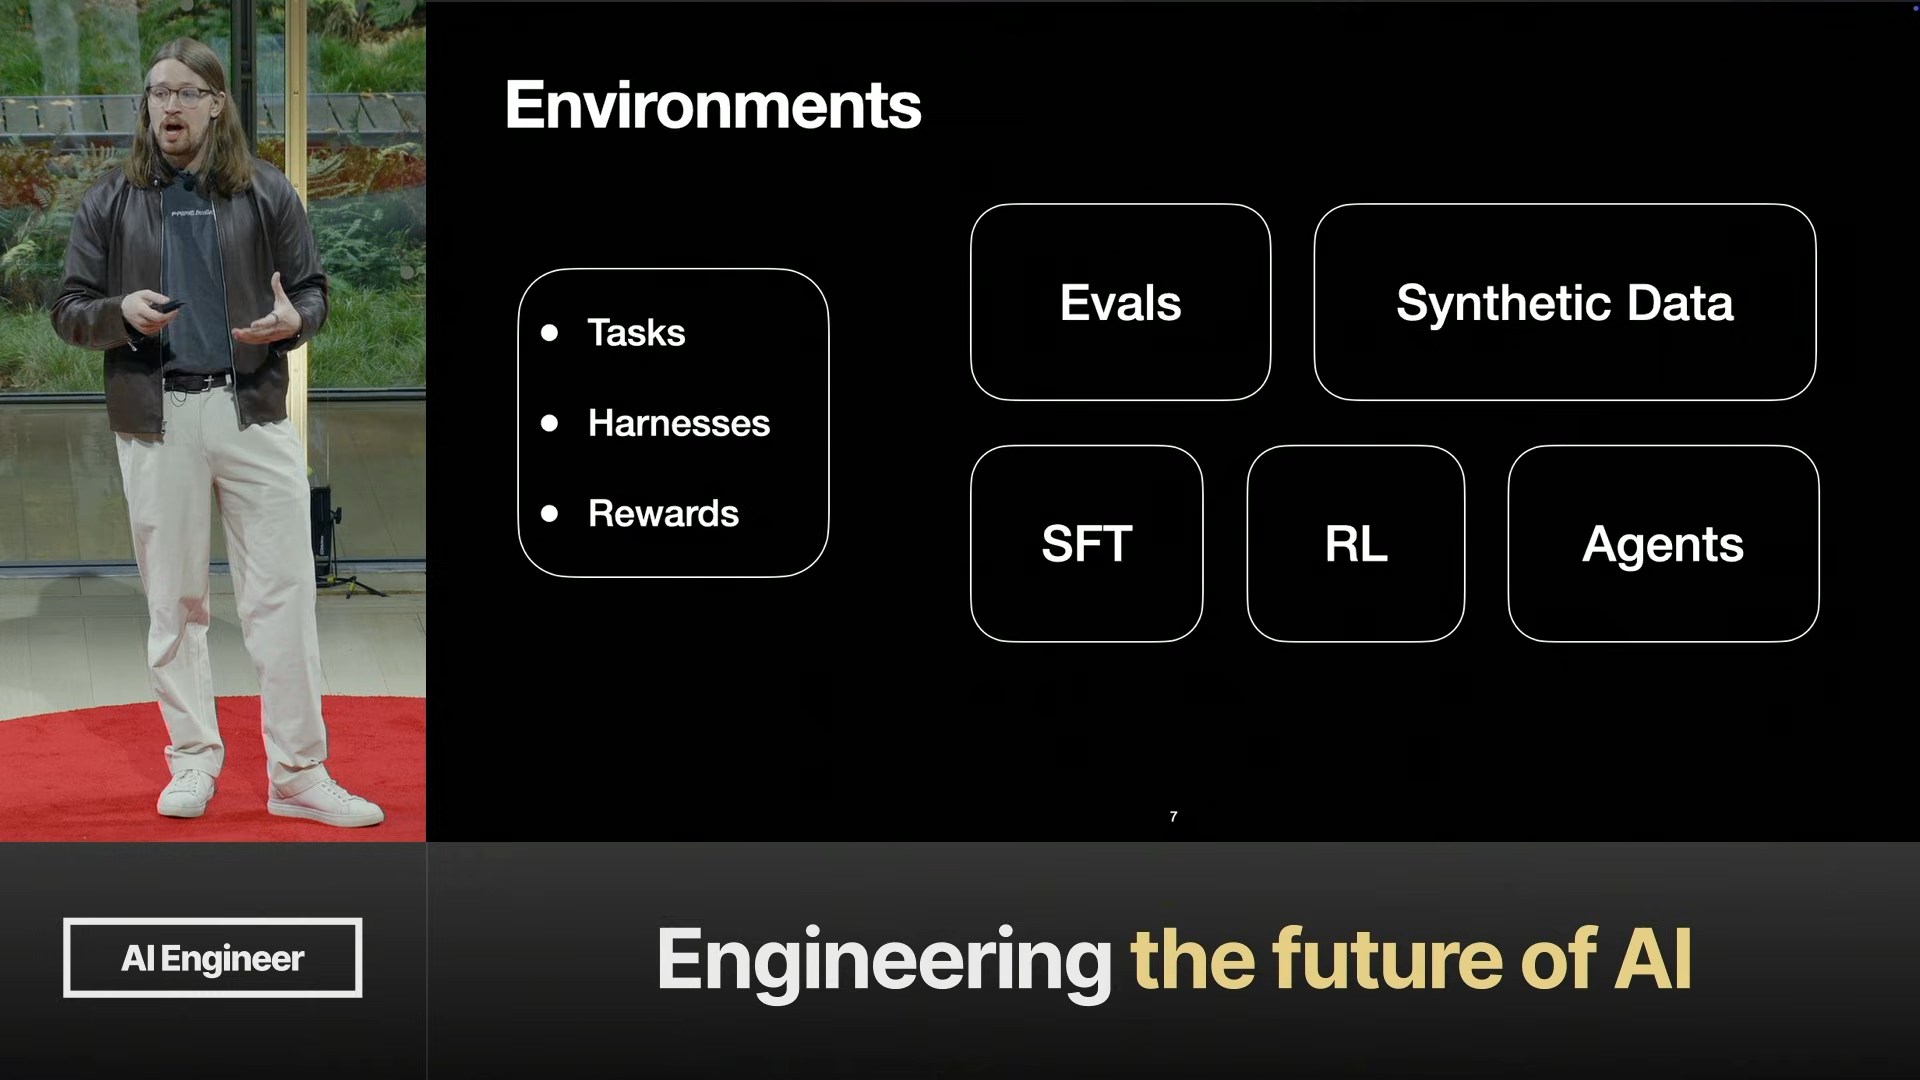 Environments
Tasks
Harnesses
Rewards
Evals
Synthetic Data
SFT
RL
Agents
7
AI Engineer
Engineering the future of AI